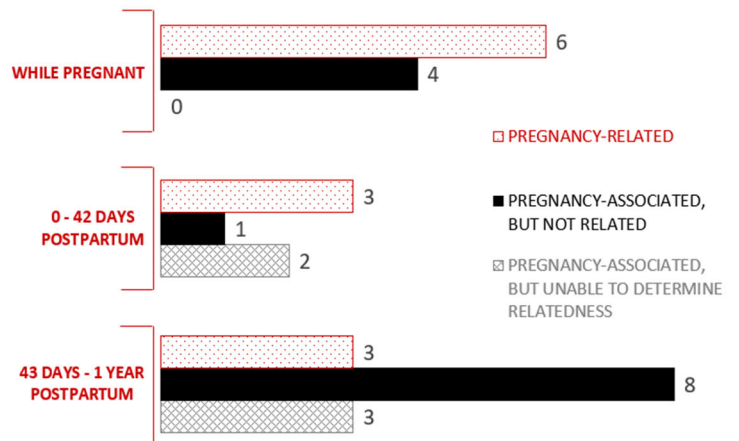 WHILE PREGNANT
6
4
0
PREGNANCY-RELATED
0 - 42 DAYS
POSTPARTUM
3
1
2
PREGNANCY-ASSOCIATED,
BUT NOT RELATED
PREGNANCY-ASSOCIATED,
BUT UNABLE TO DETERMINE
RELATEDNESS
43 DAYS - 1 YEAR
POSTPARTUM
3
8
3